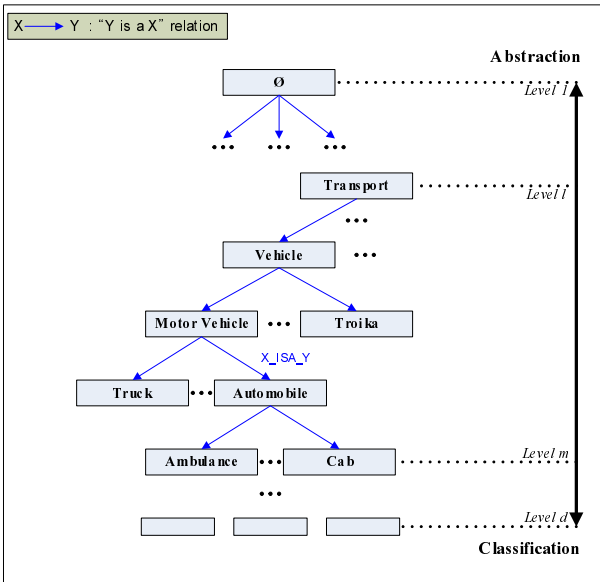 X → Y : “Y is a X” relation
Abstraction
Ø
Level 1
... ... ...
Transport
Level l
...
Vehicle ...
Motor Vehicle ... Troika
X_ISA_Y
Truck ... Automobile
Level m
Ambulance ... Cab
...
Level d
Classification